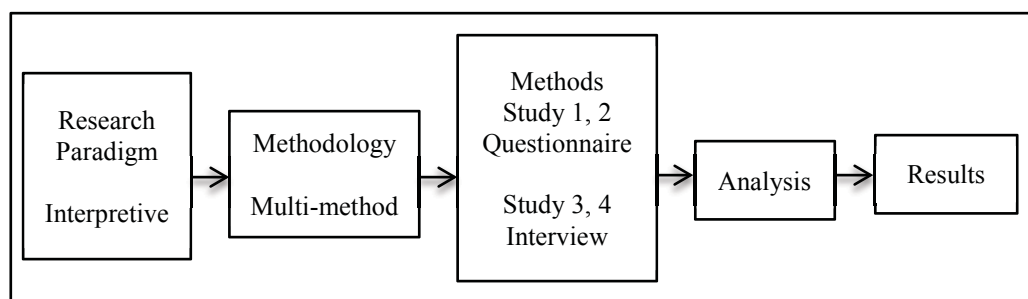 Research
Paradigm
Interpretive
Methodology
Multi-method
Methods
Study 1, 2
Questionnaire
Study 3, 4
Interview
Analysis
Results